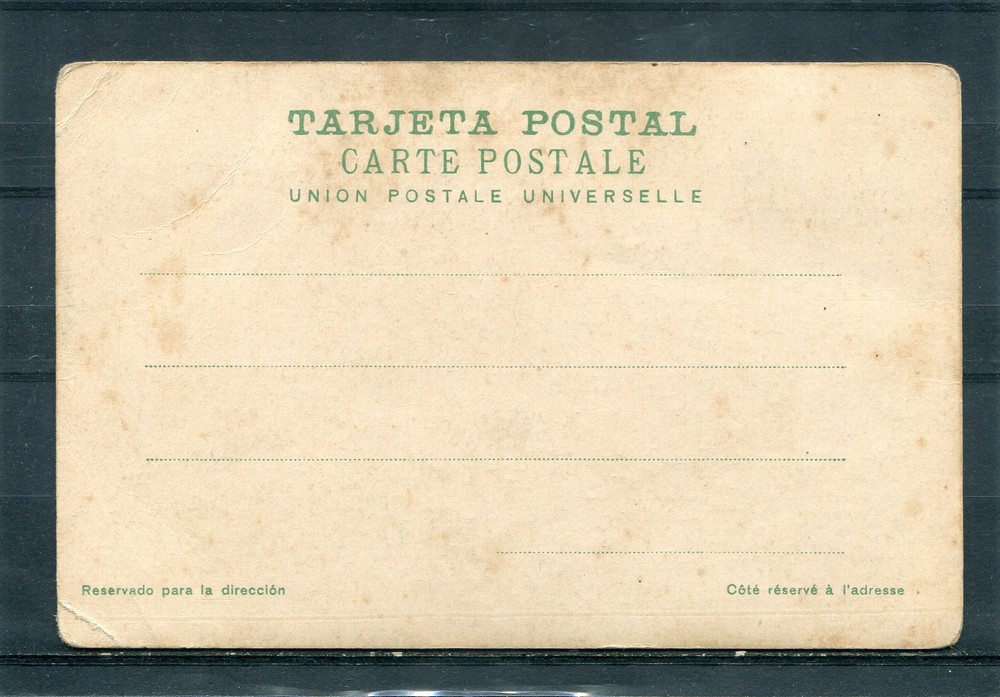 TARJETA POSTAL
CARTE POSTALE
UNION POSTALE UNIVERSELLE
Reservado para la dirección
Côté réservé à l'adresse